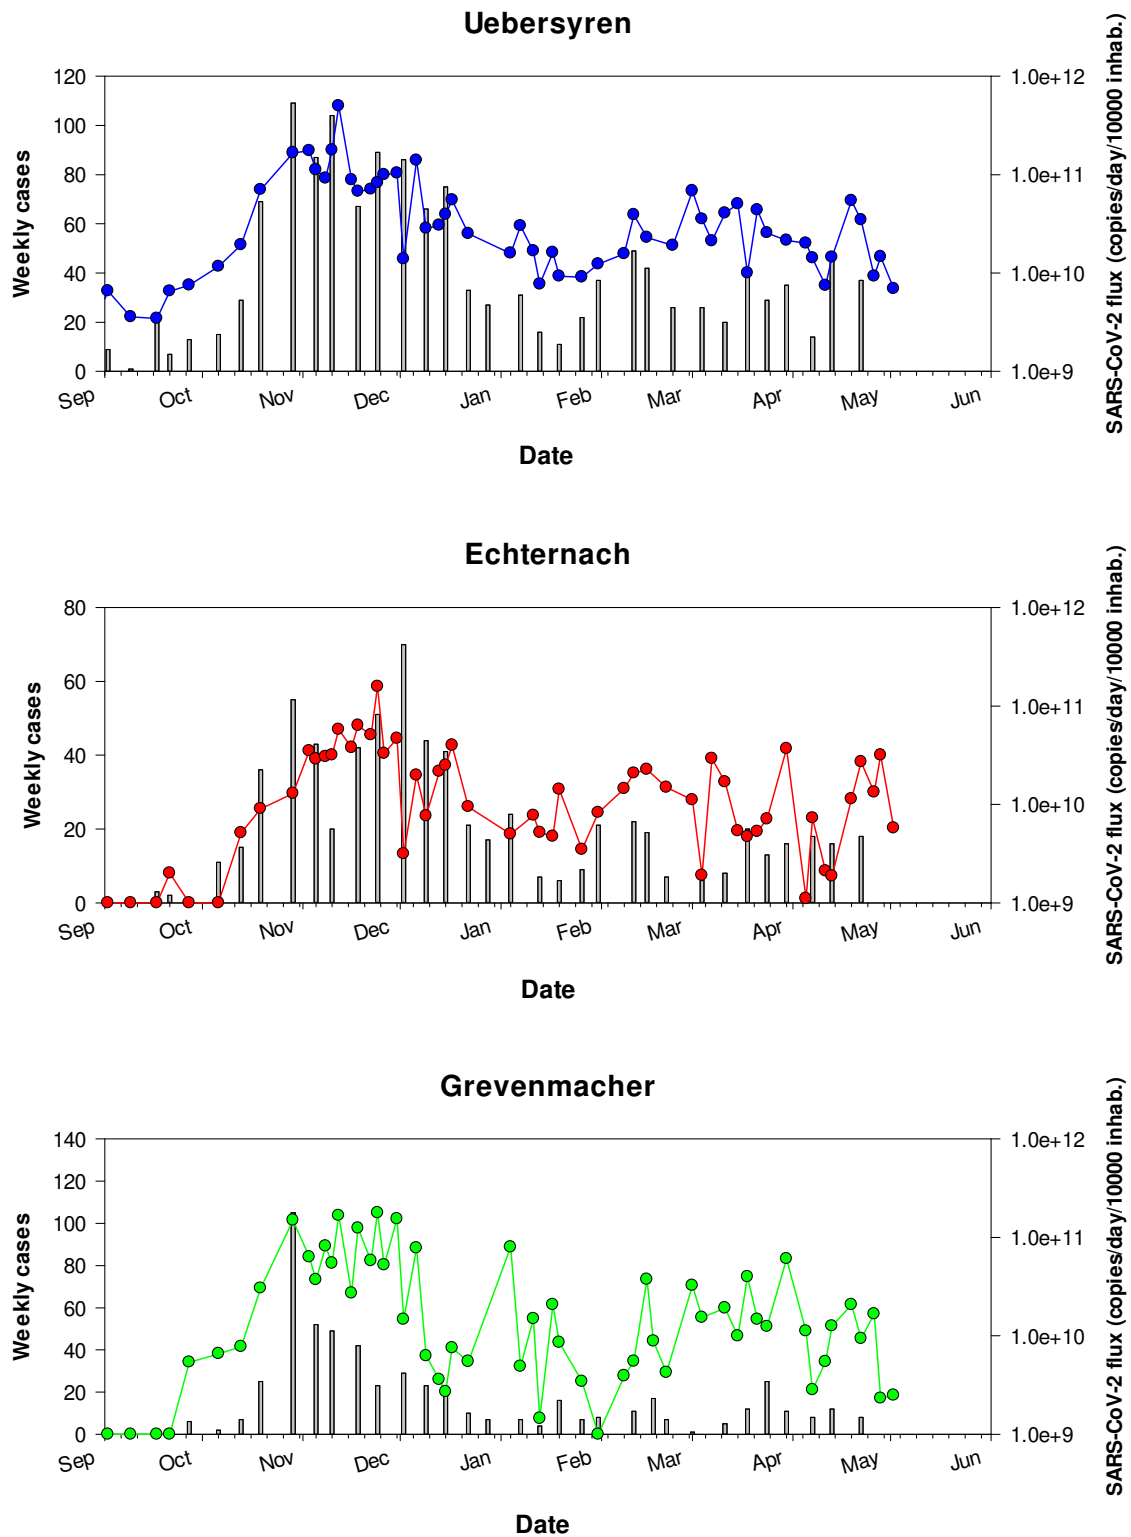 Uebersyren
Weekly cases
120
100
80
60
40
20
0
1.0e+12
1.0e+11
1.0e+10
1.0e+9
SARS-CoV-2 flux (copies/day/10000 inhab.)
Sep Oct Nov Dec Jan Feb Mar Apr May Jun
Date
Echternach
Weekly cases
80
60
40
20
0
1.0e+12
1.0e+11
1.0e+10
1.0e+9
SARS-CoV-2 flux (copies/day/10000 inhab.)
Sep Oct Nov Dec Jan Feb Mar Apr May Jun
Date
Grevenmacher
Weekly cases
140
120
100
80
60
40
20
0
1.0e+12
1.0e+11
1.0e+10
1.0e+9
SARS-CoV-2 flux (copies/day/10000 inhab.)
Sep Oct Nov Dec Jan Feb Mar Apr May Jun
Date